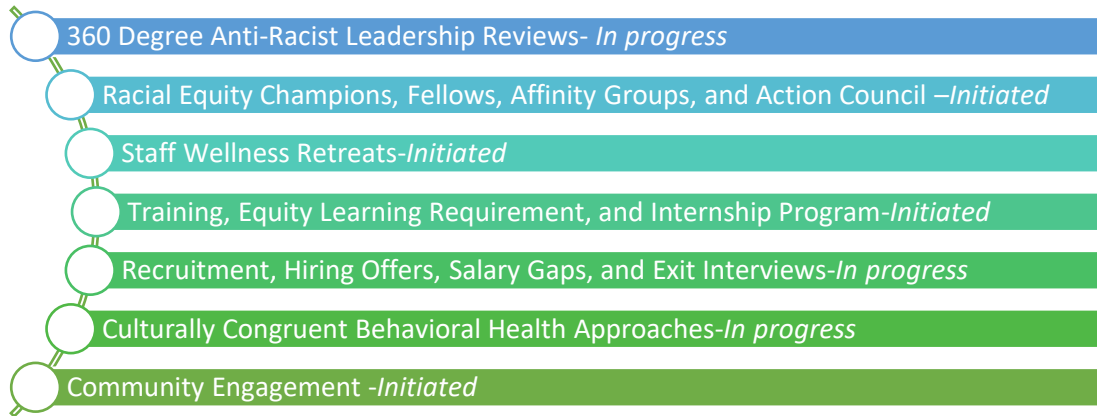 360 Degree Anti-Racist Leadership Reviews- In progress
Racial Equity Champions, Fellows, Affinity Groups, and Action Council –Initiated
Staff Wellness Retreats-Initiated
Training, Equity Learning Requirement, and Internship Program-Initiated
Recruitment, Hiring Offers, Salary Gaps, and Exit Interviews-In progress
Culturally Congruent Behavioral Health Approaches-In progress
Community Engagement -Initiated